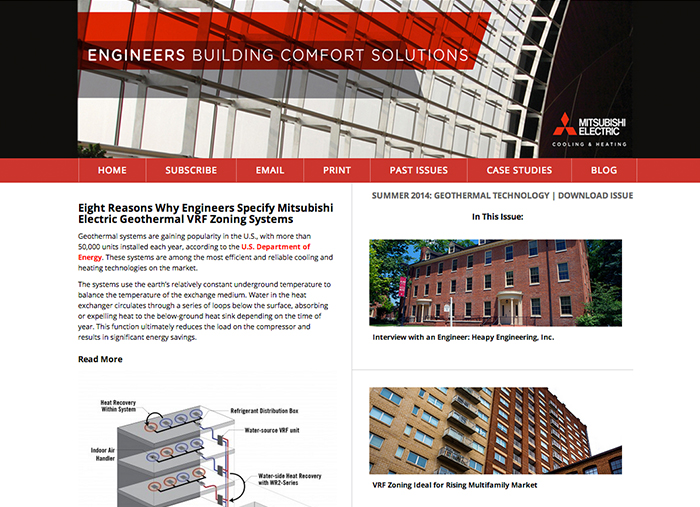 ENGINEERS BUILDING COMFORT SOLUTIONS
MITSUBISHI
ELECTRIC
COOLING & HEATING
HOME
SUBSCRIBE
EMAIL
PRINT
PAST ISSUES
CASE STUDIES
BLOG
Eight Reasons Why Engineers Specify Mitsubishi
Electric Geothermal VRF Zoning Systems
Geothermal systems are gaining popularity in the U.S., with more than
50,000 units installed each year, according to the U.S. Department of
Energy. These systems are among the most efficient and reliable cooling and
heating technologies on the market.
The systems use the earth's relatively constant underground temperature to
balance the temperature of the exchange medium. Water in the heat
exchanger circulates through a series of loops below the surface, absorbing
or expelling heat to the below-ground heat sink depending on the time of
year. This function ultimately reduces the load on the compressor and
results in significant energy savings.
Read More
Heat Recovery
Within System
Refrigerant Distribution Box
Water-source VRF unit
Indoor Air
Handler
Water-side Heat Recovery
with WR2-Series
SUMMER 2014: GEOTHERMAL TECHNOLOGY | DOWNLOAD ISSUE
In This Issue:
Interview with an Engineer: Heapy Engineering, Inc.
VRF Zoning Ideal for Rising Multifamily Market